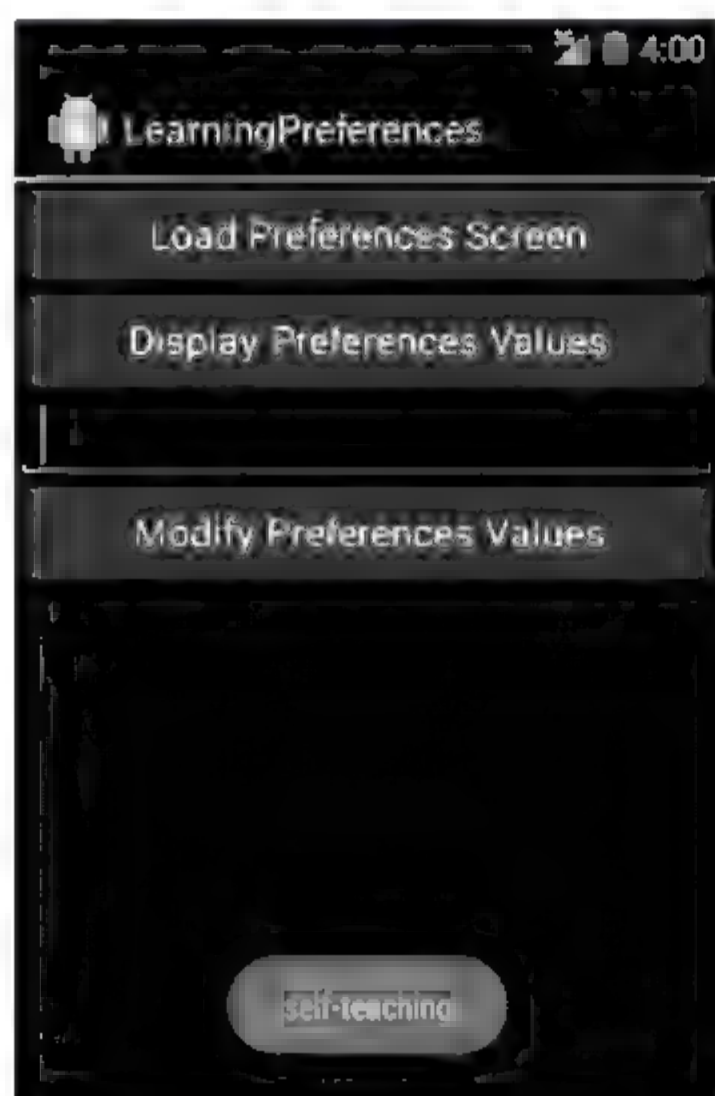 4:00
LearningPreferences
Load Preferences Screen
Display Preferences Values
Modify Preferences Values
self-teaching